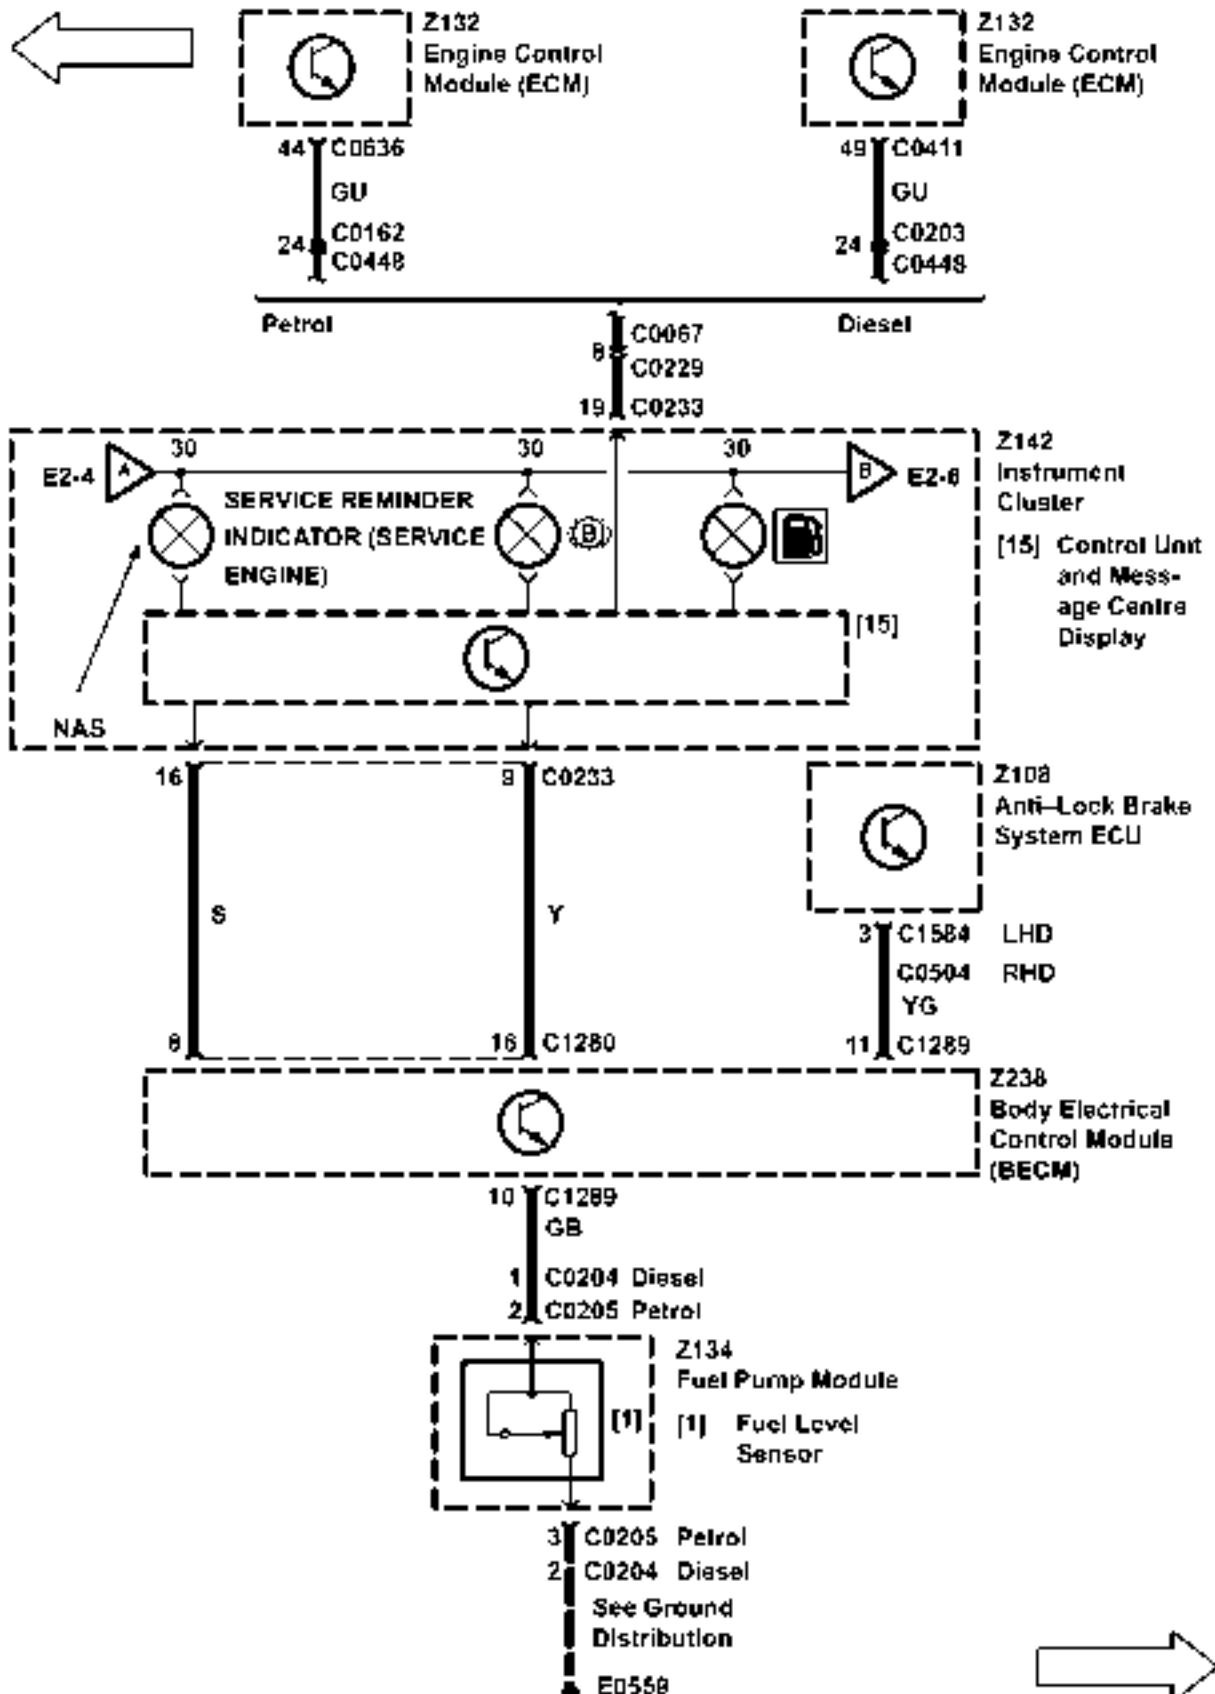 Z132
Engine Control
Module (ECM)
Z132
Engine Control
Module (ECM)
44 C0636
GU
24 C0162
C0448
49 C0411
GU
24 C0203
C0448
Petrol
Diesel
8 C0067
C0229
19 C0233
E2-4 A 30 30 30 B E2-6
SERVICE REMINDER
INDICATOR (SERVICE
ENGINE)
B
NAS
[15]
Z142
Instrument
Cluster
[15] Control Unit
and Mess-
age Centre
Display
16 9 C0233
S Y
8 16 C1280
Z108
Anti-Lock Brake
System ECU
3 C1584 LHD
C0504 RHD
YG
11 C1289
Z238
Body Electrical
Control Module
(BECM)
10 C1289
GB
1 C0204 Diesel
2 C0205 Petrol
Z134
Fuel Pump Module
[1]
[1] Fuel Level
Sensor
3 C0205 Petrol
2 C0204 Diesel
See Ground
Distribution
E0559